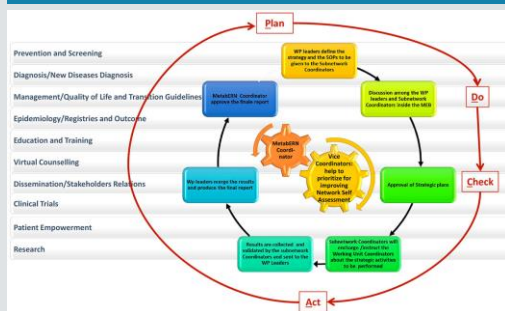 Plan
Prevention and Screening
Diagnosis/New Diseases Diagnosis
Management/Quality of Life and Transition Guidelines
Epidemiology/Registries and Outcome
Education and Training
Virtual Counselling
Dissemination/Stakeholders Relations
Clinical Trials
Patient Empowerment
Research
WP leaders define the
strategy and the SOPs to be
given to the Subnetwork
Coordinators
Do
Discussion among the WP
leaders and Subnetwork
Coordinators inside the MEB
Check
Approval of Strategic plans
Subnetwork Coordinators will
exchange /instruct the
Working Unit Coordinators
about the strategic activities
to be performed
Act
Results are collected and
validated by the subnetwork
Coordinators and sent to the
WP Leaders
leaders merge the results
and produce the final report
MetabERN Coordinator
approve the finale report
MetabERN
Coordi-
nator
Vice
Coordinators:
help to
prioritize for
improving
Network Self
Assessment